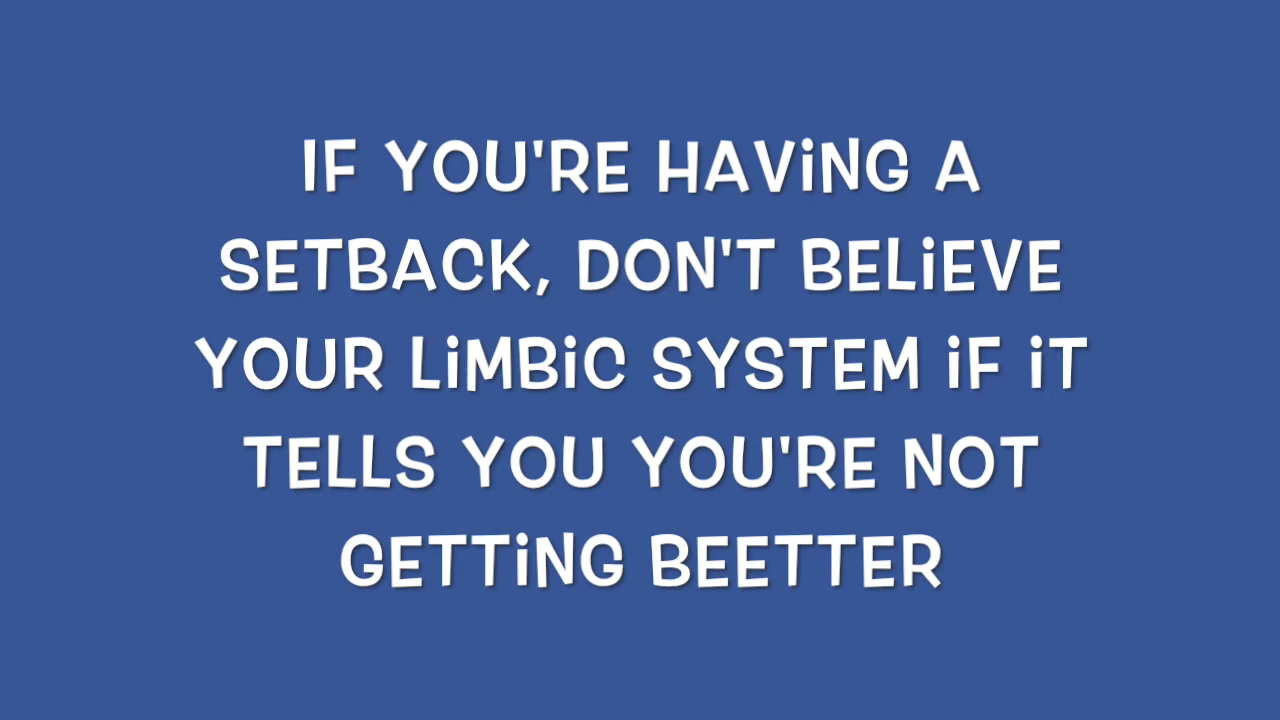 IF YOU'RE HAViNG A
SETBACK, DON'T BELiEVE
YOUR LiMBiC SYSTEM iF iT
TELLS YOU YOU'RE NOT
GETTiNG BEETTER